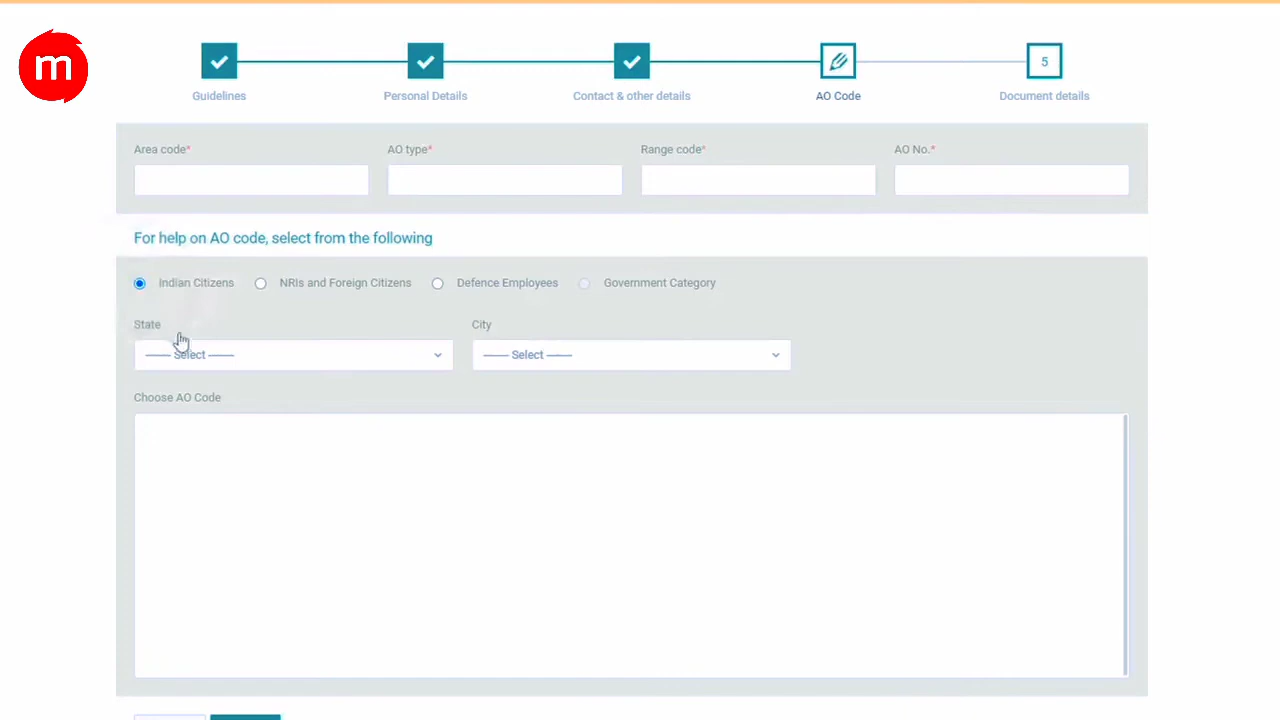 m
Guidelines
Personal Details
Contact & other details
AO Code
5
Document details
Area code*
AO type*
Range code*
AO No.*
For help on AO code, select from the following
Indian Citizens
NRIs and Foreign Citizens
Defence Employees
Government Category
State
City
—— Select ——
—— Select ——
Choose AO Code